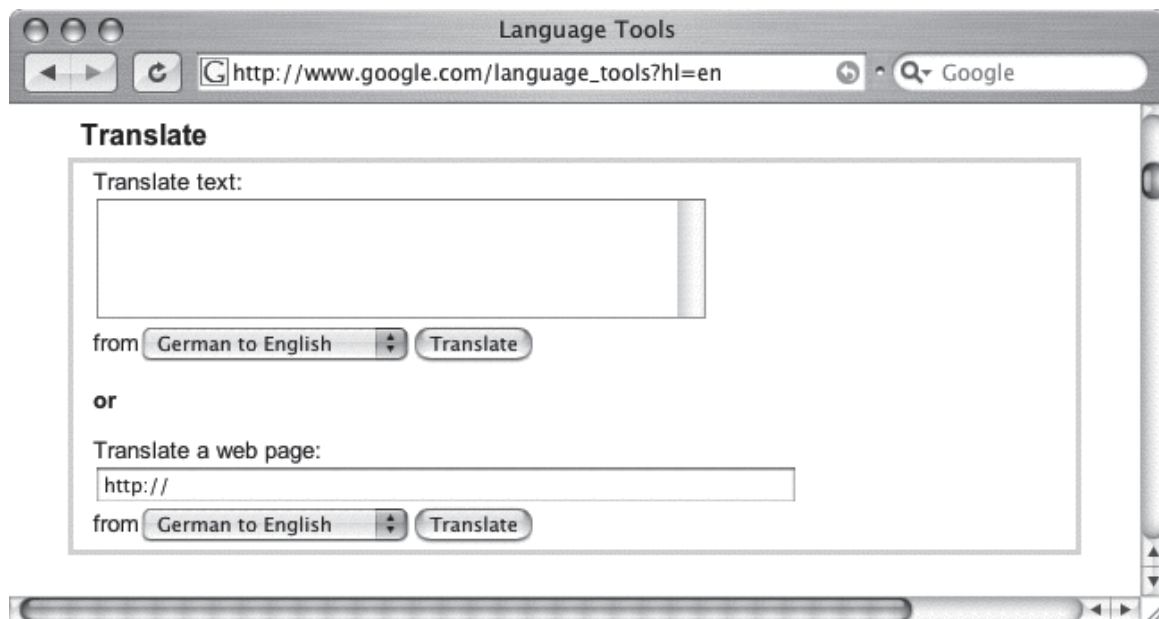 Language Tools
G http://www.google.com/language_tools?hl=en Google
Translate
Translate text:
from German to English Translate
or
Translate a web page:
http://
from German to English Translate